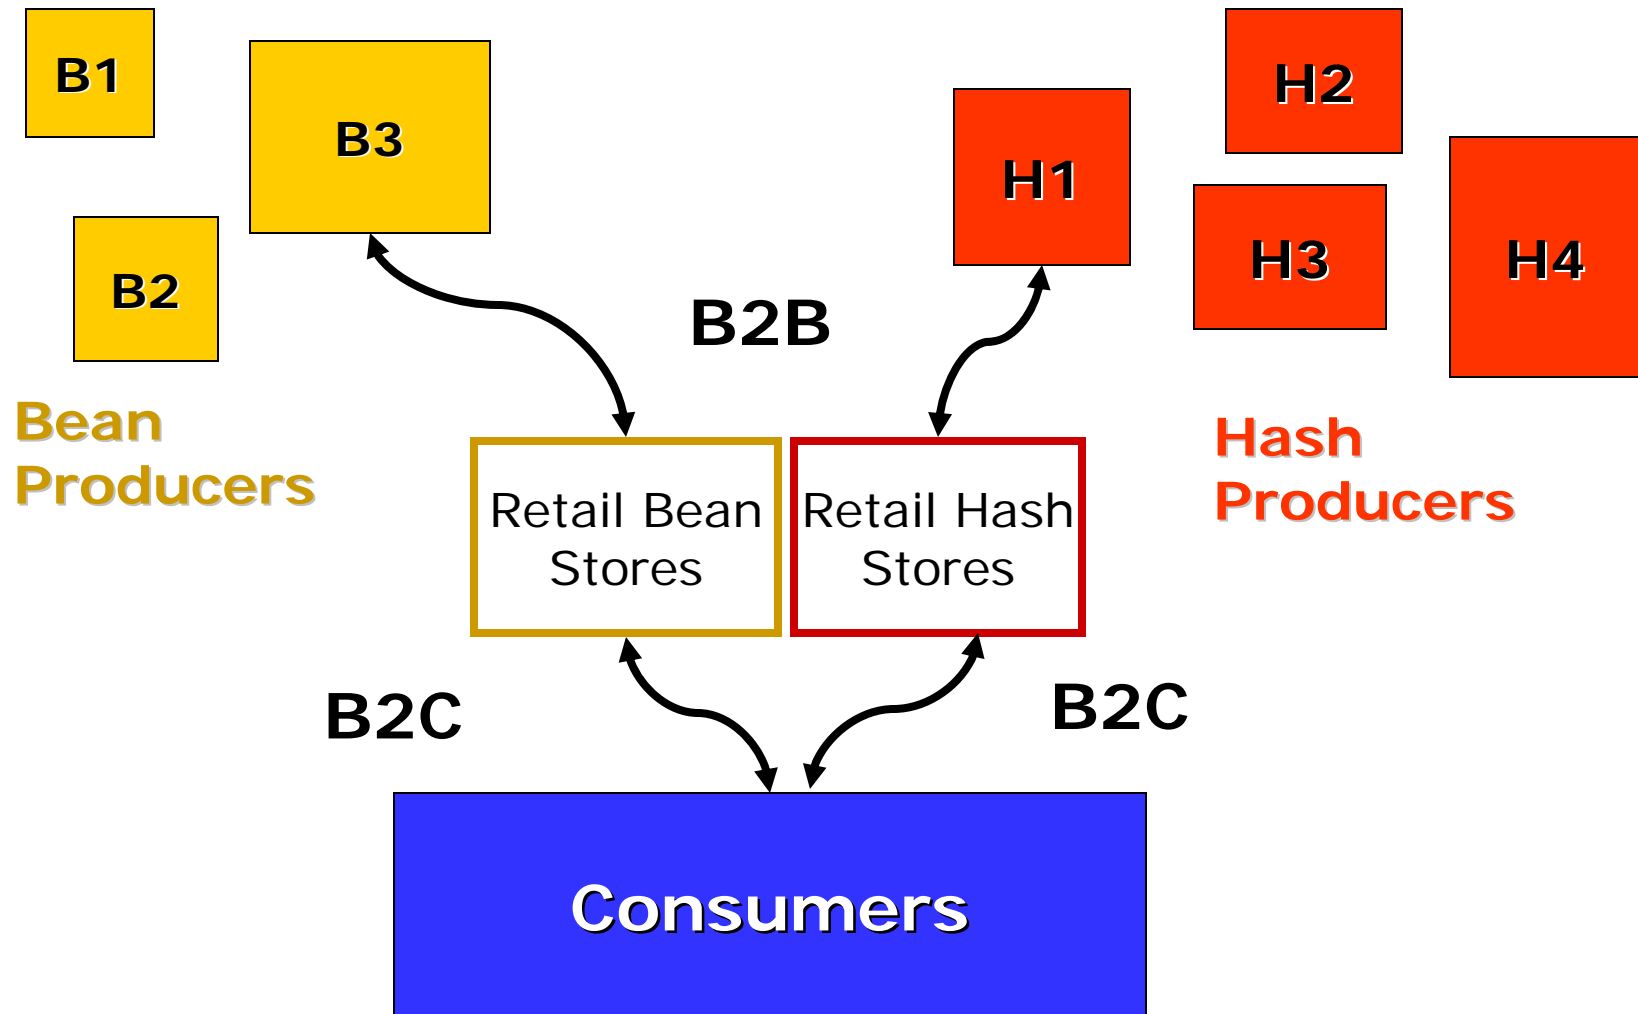 B1
B3
B2
H1
H2
H3
H4
B2B
Bean
Producers
Hash
Producers
Retail Bean
Stores
Retail Hash
Stores
B2C
B2C
Consumers